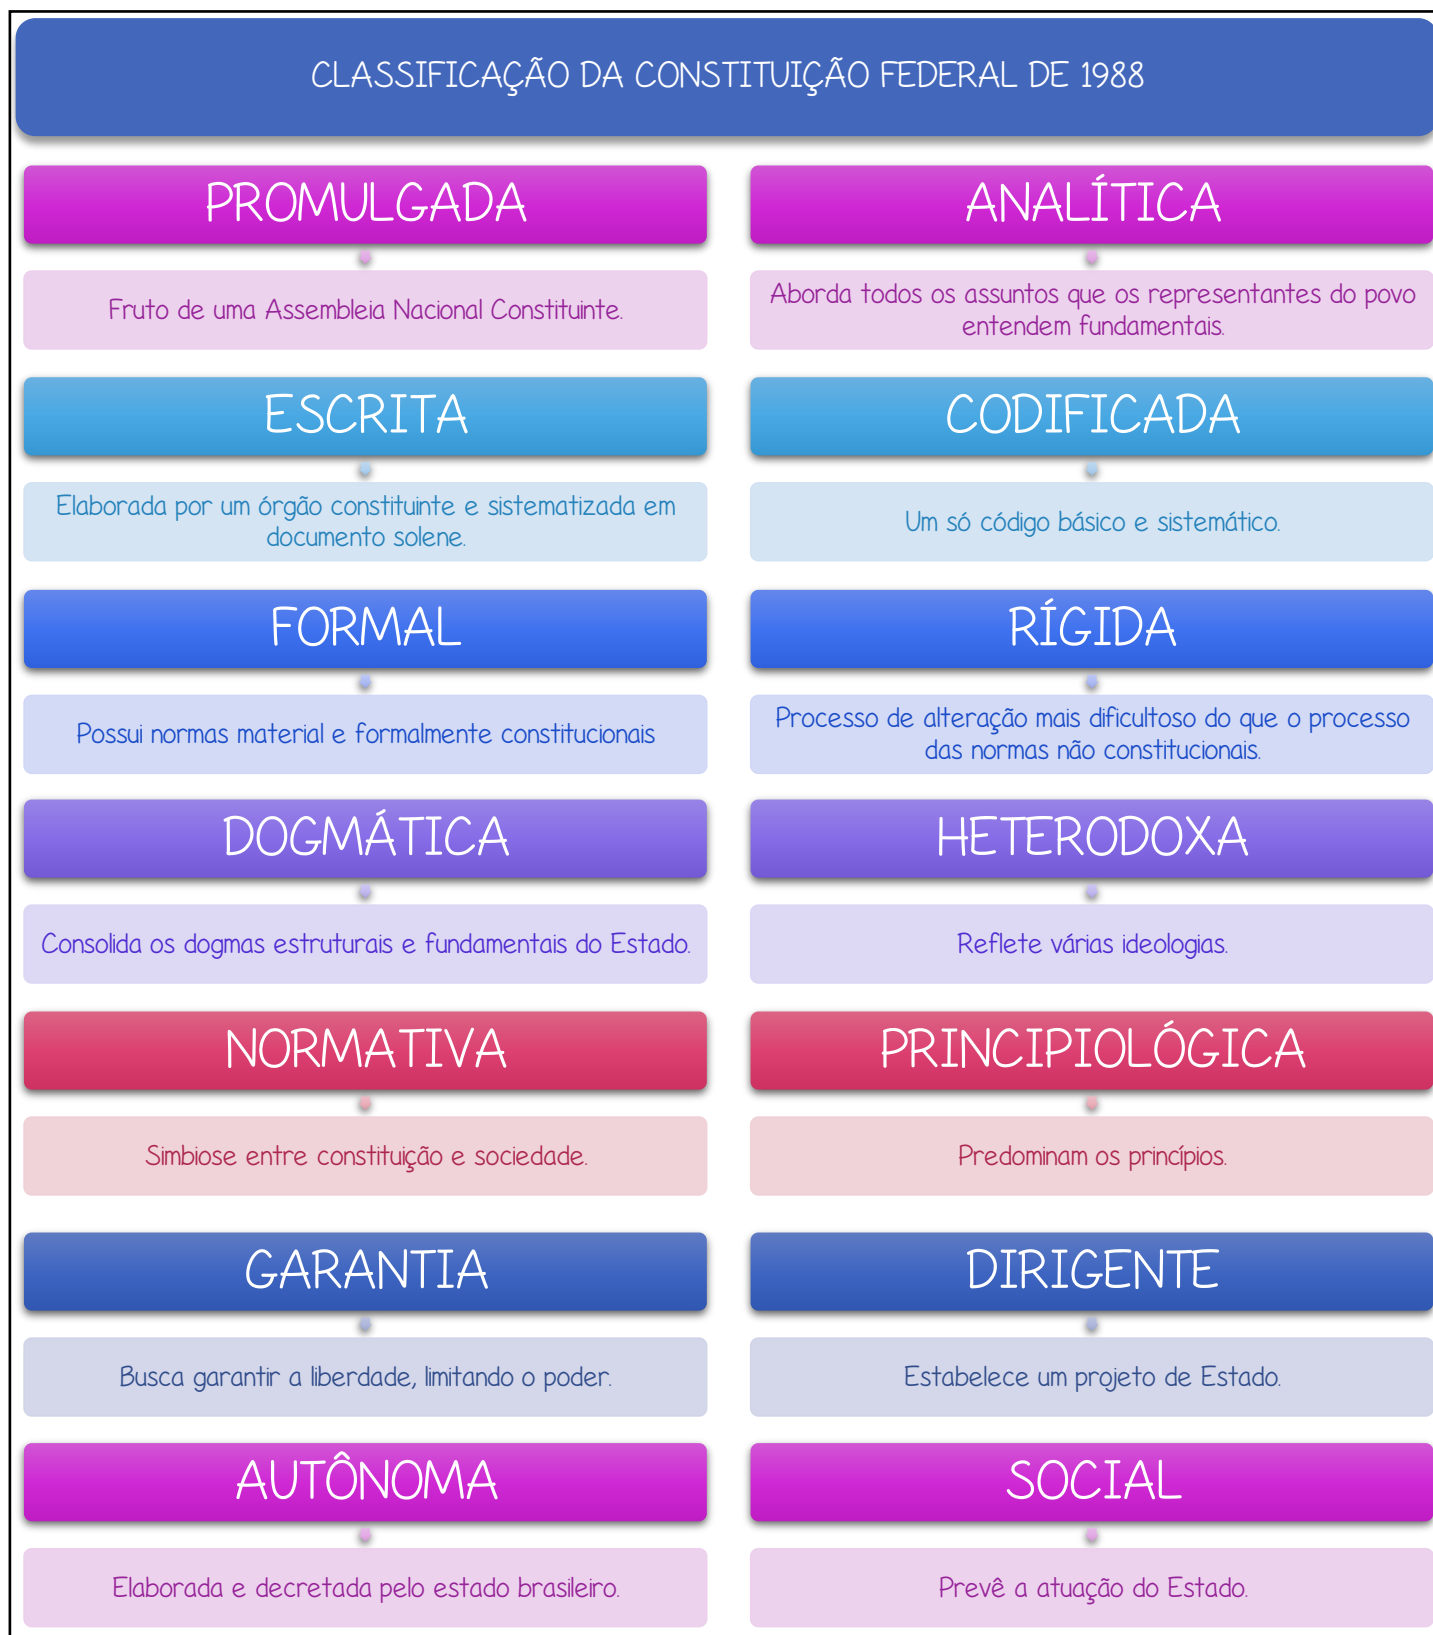 CLASSIFICAÇÃO DA CONSTITUIÇÃO FEDERAL DE 1988
PROMULGADA
Fruto de uma Assembleia Nacional Constituinte.
ANALÍTICA
Aborda todos os assuntos que os representantes do povo
entendem fundamentais.
ESCRITA
Elaborada por um órgão constituinte e sistematizada em
documento solene.
CODIFICADA
Um só código básico e sistemático.
FORMAL
Possui normas material e formalmente constitucionais
RÍGIDA
Processo de alteração mais dificultoso do que o processo
das normas não constitucionais.
DOGMÁTICA
Consolida os dogmas estruturais e fundamentais do Estado.
HETERODOXA
Reflete várias ideologias.
NORMATIVA
Simbiose entre constituição e sociedade.
PRINCIPIOLÓGICA
Predominam os princípios.
GARANTIA
Busca garantir a liberdade, limitando o poder.
DIRIGENTE
Estabelece um projeto de Estado.
AUTÔNOMA
Elaborada e decretada pelo estado brasileiro.
SOCIAL
Prevê a atuação do Estado.